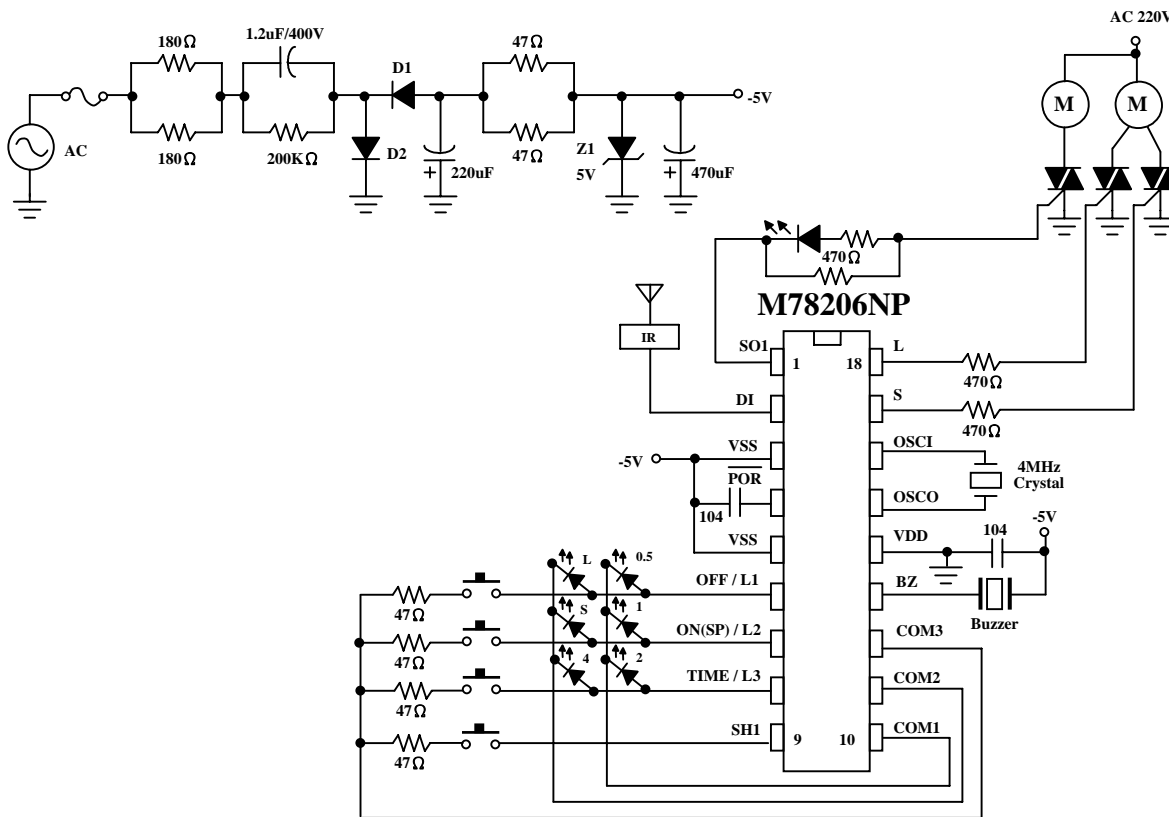 AC 220V
180Ω
1.2uF/400V
47Ω
D1
-5V
M
M
AC
180Ω
200KΩ
D2
+
220uF
47Ω
Z1
5V
+
470uF
470Ω
M78206NP
IR
SO1
1
18
L
470Ω
DI
S
470Ω
VSS
OSCI
-5V
POR
4MHz
Crystal
104
OSCO
-5V
VSS
VDD
104
L
0.5
OFF / L1
BZ
47Ω
S
1
Buzzer
ON(SP) / L2
COM3
47Ω
4
2
TIME / L3
COM2
47Ω
SH1
9
10
COM1
47Ω